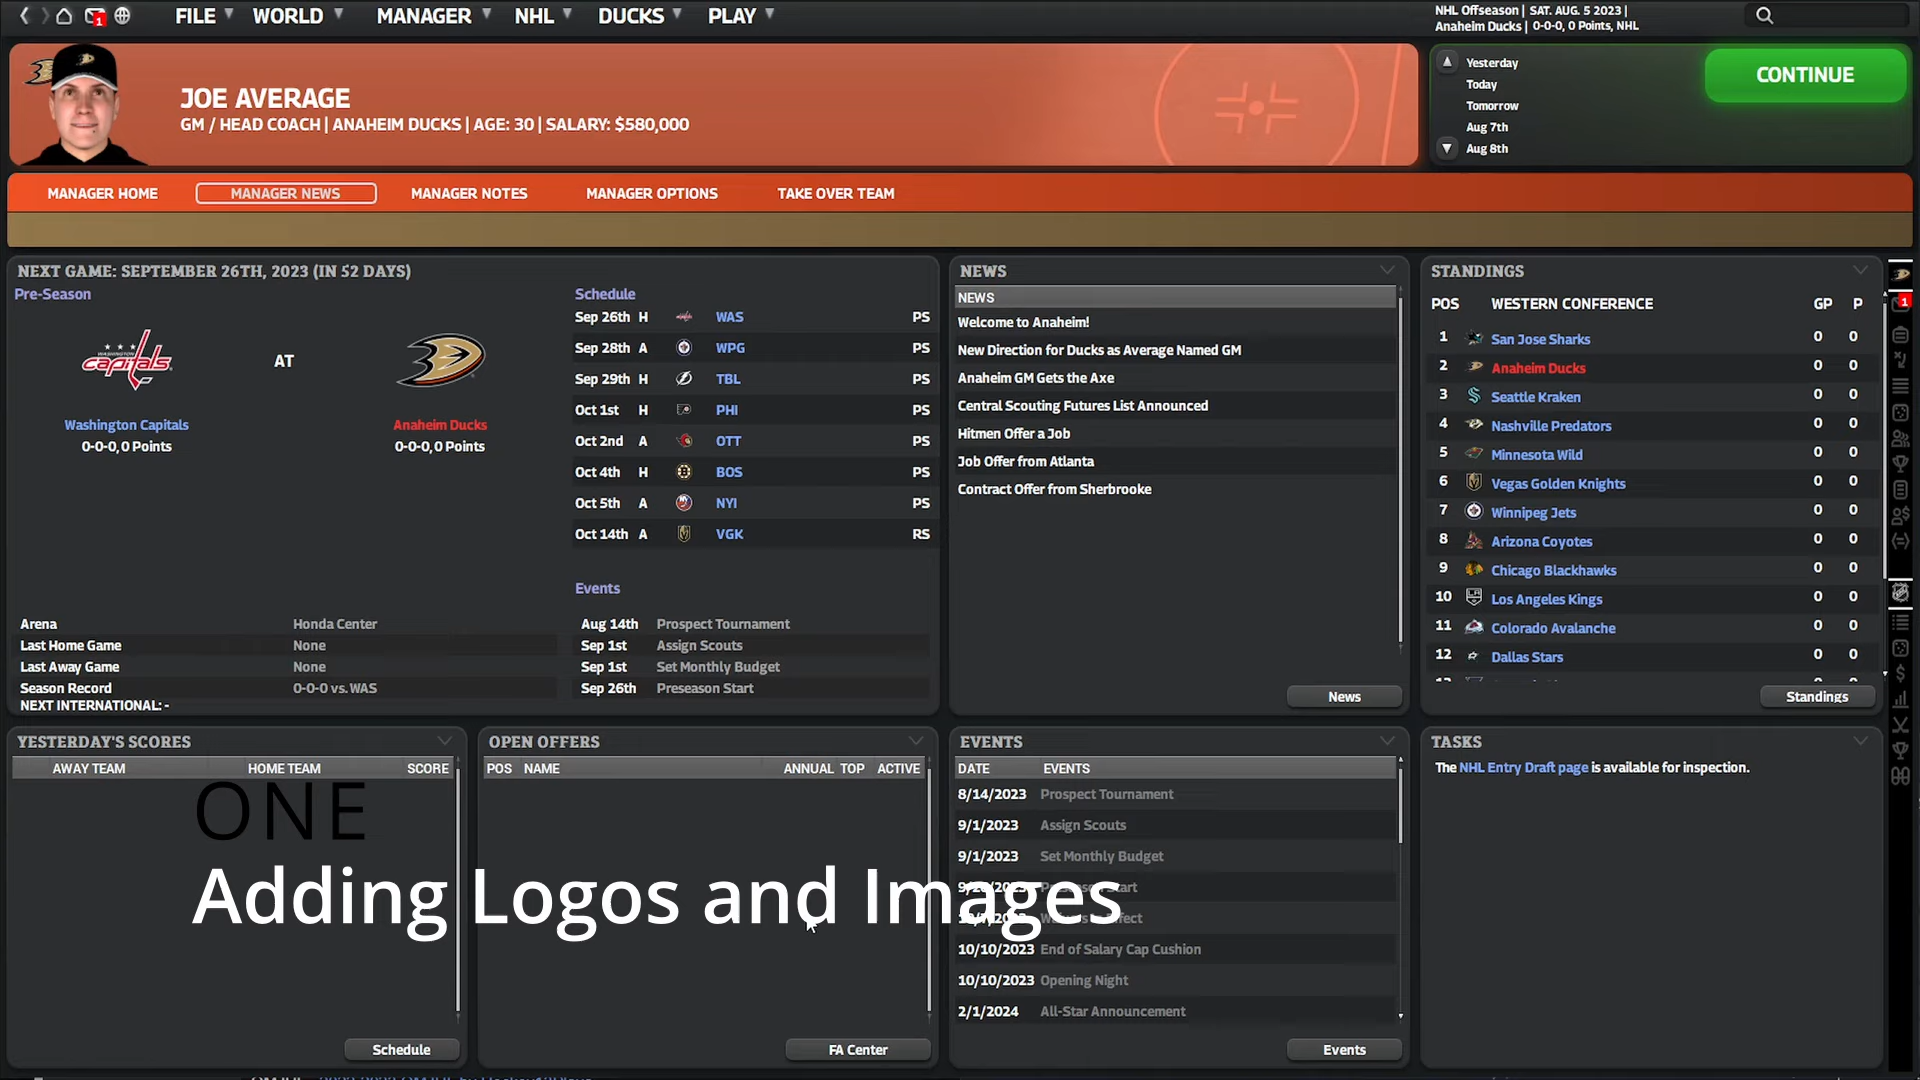 FILE WORLD MANAGER NHL DUCKS PLAY
NHL Offseason | SAT. AUG. 5 2023 |
Anaheim Ducks | 0-0-0, 0 Points, NHL
1
JOE AVERAGE
GM / HEAD COACH | ANAHEIM DUCKS | AGE: 30 | SALARY: $580,000
Yesterday
Today
Tomorrow
Aug 7th
Aug 8th
CONTINUE
MANAGER HOME MANAGER NEWS MANAGER NOTES MANAGER OPTIONS TAKE OVER TEAM
NEXT GAME: SEPTEMBER 26TH, 2023 (IN 52 DAYS)
Pre-Season
capitals
AT
Washington Capitals
0-0-0, 0 Points
Anaheim Ducks
0-0-0, 0 Points
Schedule
Sep 26th H WAS PS
Sep 28th A WPG PS
Sep 29th H TBL PS
Oct 1st H PHI PS
Oct 2nd A OTT PS
Oct 4th H BOS PS
Oct 5th A NYI PS
Oct 14th A VGK RS
Events
Aug 14th Prospect Tournament
Sep 1st Assign Scouts
Sep 1st Set Monthly Budget
Sep 26th Preseason Start
Arena Honda Center
Last Home Game None
Last Away Game None
Season Record 0-0-0 vs. WAS
NEXT INTERNATIONAL: -
NEWS
NEWS
Welcome to Anaheim!
New Direction for Ducks as Average Named GM
Anaheim GM Gets the Axe
Central Scouting Futures List Announced
Hitmen Offer a Job
Job Offer from Atlanta
Contract Offer from Sherbrooke
News
STANDINGS
POS WESTERN CONFERENCE GP P
1 San Jose Sharks 0 0
2 Anaheim Ducks 0 0
3 Seattle Kraken 0 0
4 Nashville Predators 0 0
5 Minnesota Wild 0 0
6 Vegas Golden Knights 0 0
7 Winnipeg Jets 0 0
8 Arizona Coyotes 0 0
9 Chicago Blackhawks 0 0
10 Los Angeles Kings 0 0
11 Colorado Avalanche 0 0
12 Dallas Stars 0 0
Standings
1
YESTERDAY'S SCORES
AWAY TEAM HOME TEAM SCORE
Schedule
OPEN OFFERS
POS NAME ANNUAL TOP ACTIVE
FA Center
EVENTS
DATE EVENTS
8/14/2023 Prospect Tournament
9/1/2023 Assign Scouts
9/1/2023 Set Monthly Budget
10/10/2023 End of Salary Cap Cushion
10/10/2023 Opening Night
2/1/2024 All-Star Announcement
Events
TASKS
The NHL Entry Draft page is available for inspection.
ONE
Adding Logos and Images